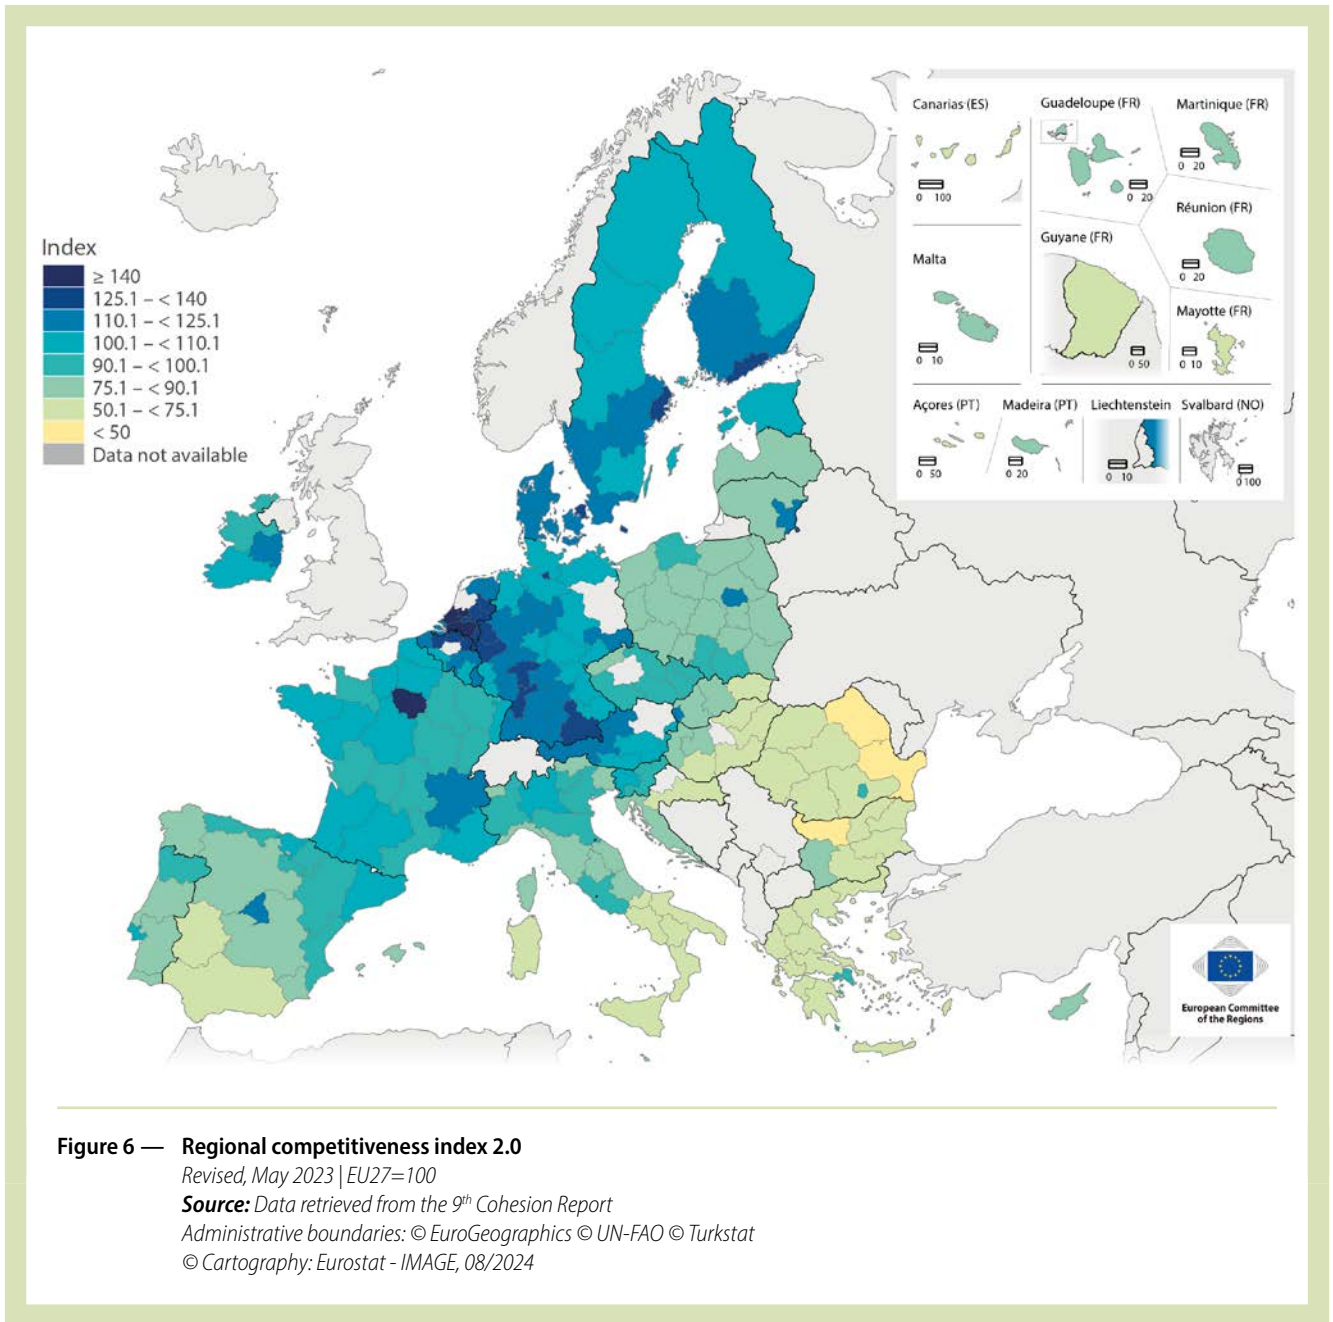 Index
≥ 140
125.1 – < 140
110.1 – < 125.1
100.1 – < 110.1
90.1 – < 100.1
75.1 – < 90.1
50.1 – < 75.1
< 50
Data not available
Canarias (ES)
0 100
Guadeloupe (FR)
0 20
Martinique (FR)
0 20
Réunion (FR)
0 20
Malta
0 10
Guyane (FR)
0 50
Mayotte (FR)
0 10
Açores (PT)
0 50
Madeira (PT)
0 20
Liechtenstein
0 10
Svalbard (NO)
0 100
European Committee
of the Regions
Figure 6 — Regional competitiveness index 2.0
Revised, May 2023 | EU27=100
Source: Data retrieved from the 9th Cohesion Report
Administrative boundaries: © EuroGeographics © UN-FAO © Turkstat
© Cartography: Eurostat - IMAGE, 08/2024